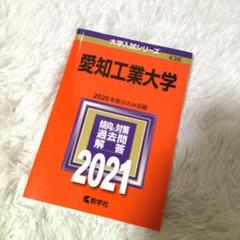 大学入試シリーズ
436
愛知工業大学
2020年度分のみ収載
傾向と対策
過去問
解答
2021
教学社